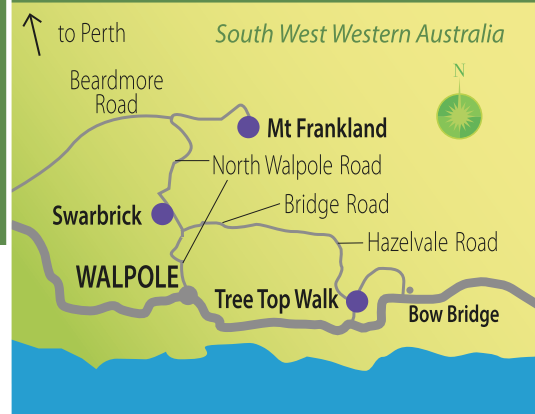 to Perth
South West Western Australia
N
Beardmore
Road
Mt Frankland
North Walpole Road
Bridge Road
Swarbrick
Hazelvale Road
WALPOLE
Tree Top Walk
Bow Bridge